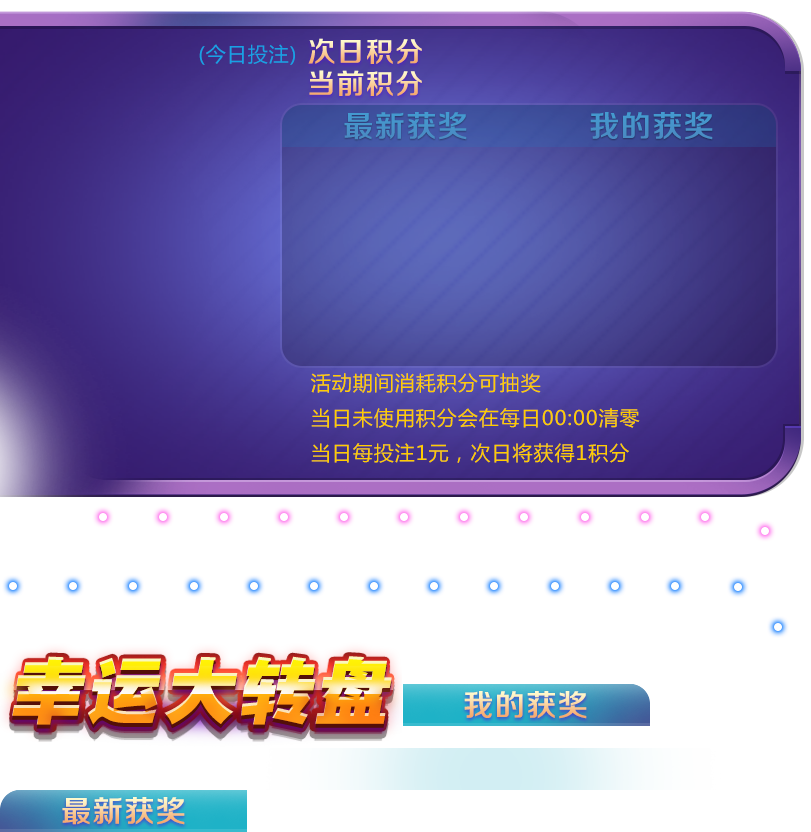 (今日投注) 次日积分
当前积分
最新获奖 我的获奖
活动期间消耗积分可抽奖
当日未使用积分会在每日00:00清零
当日每投注1元，次日将获得1积分
幸运大转盘
我的获奖
最新获奖